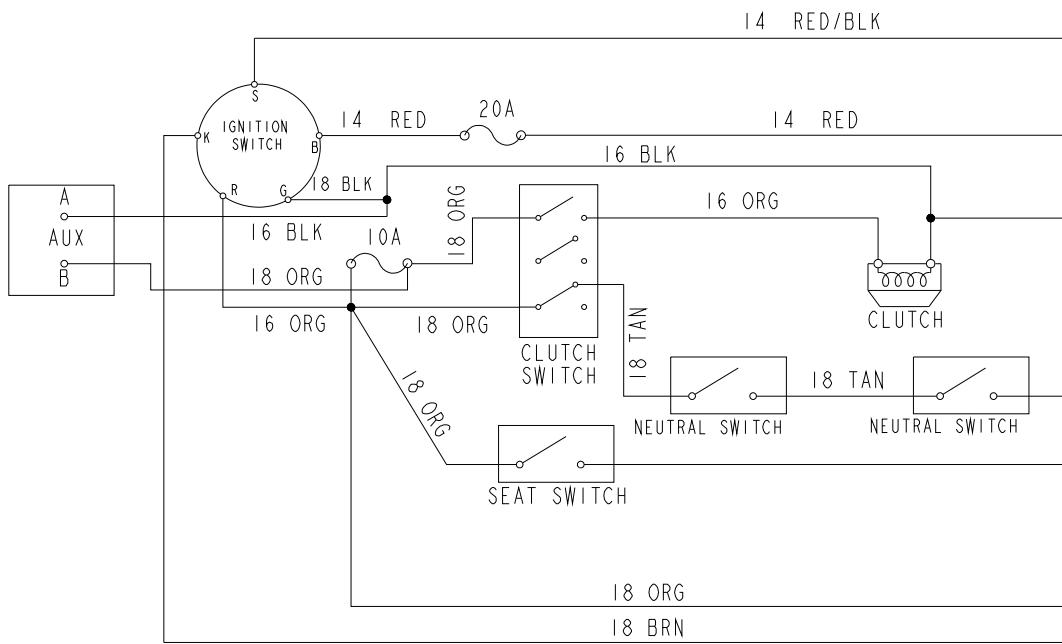 14 RED/BLK
S
IGNITION
SWITCH
K
B
R
G
14 RED
20A
14 RED
16 BLK
18 BLK
A
AUX
B
16 BLK
10A
18 ORG
18 ORG
16 ORG
16 ORG
18 ORG
CLUTCH
SWITCH
18 TAN
CLUTCH
18 TAN
NEUTRAL SWITCH
NEUTRAL SWITCH
18 ORG
SEAT SWITCH
18 ORG
18 BRN